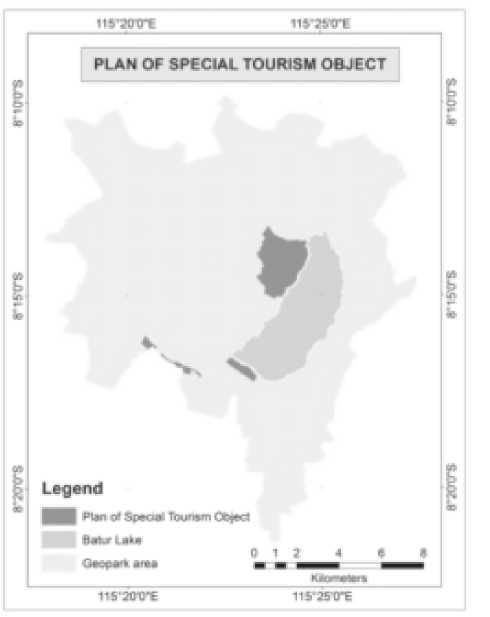 115°20'0"E 115°25'0"E
PLAN OF SPECIAL TOURISM OBJECT
8°10'0"S 8°10'0"S
8°15'0"S 8°15'0"S
8°20'0"S 8°20'0"S
Legend
Plan of Special Tourism Object
Batur Lake
Geopark area
0 1 2 4 6 8
Kilometers
115°20'0"E 115°25'0"E